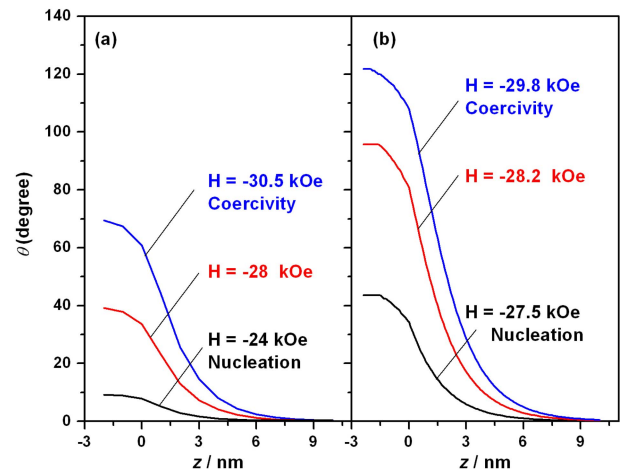 140
120
100
80
60
40
20
0
θ (degree)
(a)
H = -30.5 kOe
Coercivity
H = -28 kOe
H = -24 kOe
Nucleation
-3 0 3 6 9
z / nm
(b)
H = -29.8 kOe
Coercivity
H = -28.2 kOe
H = -27.5 kOe
Nucleation
-3 0 3 6 9
z / nm